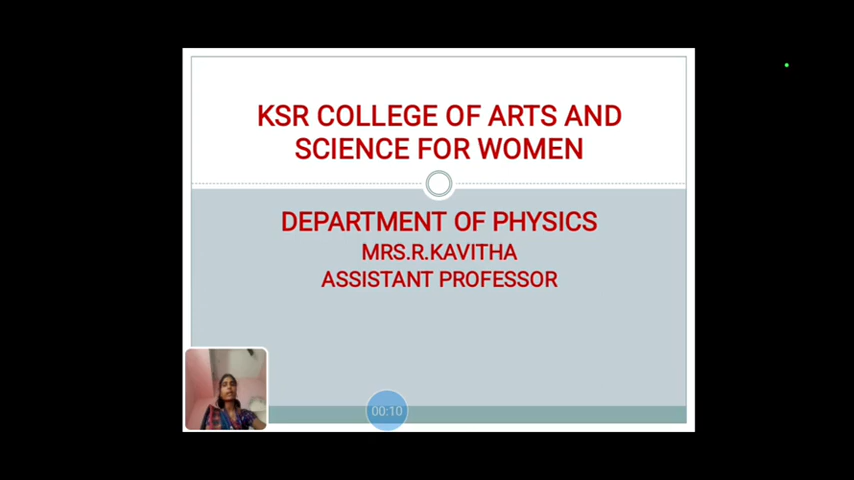 KSR COLLEGE OF ARTS AND
SCIENCE FOR WOMEN
DEPARTMENT OF PHYSICS
MRS.R.KAVITHA
ASSISTANT PROFESSOR
00:10